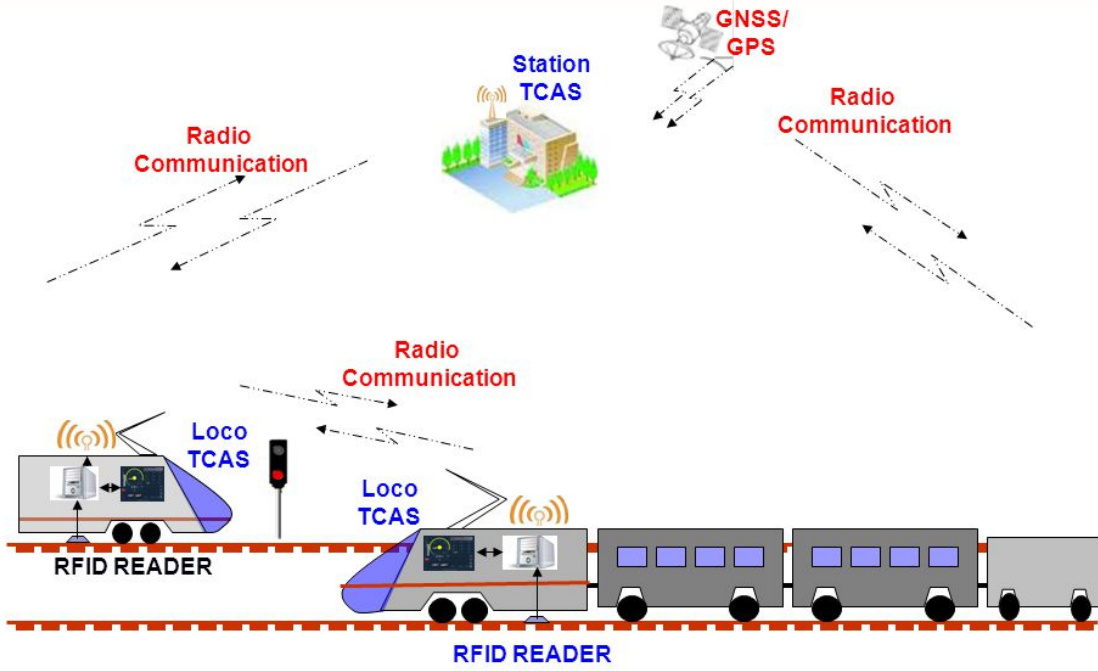 GNSS/
GPS
Station
TCAS
Radio
Communication
Radio
Communication
Radio
Communication
Loco
TCAS
Loco
TCAS
RFID READER
RFID READER